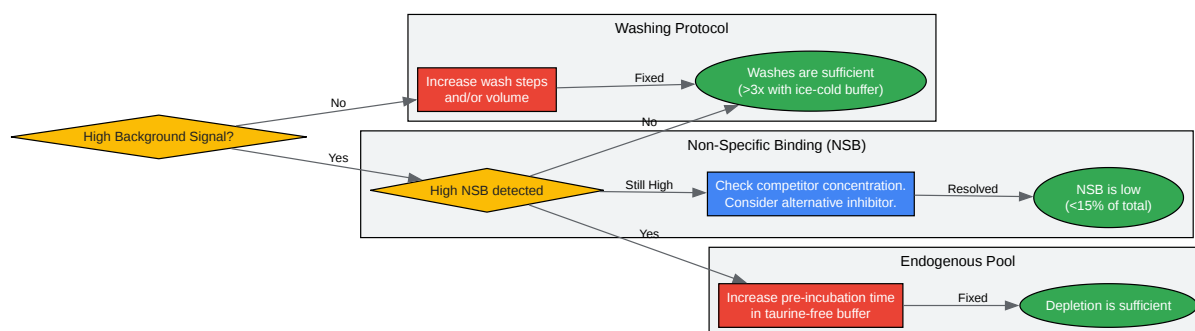 Washing Protocol
Increase wash steps
and/or volume
Fixed
Washes are sufficient
(>3x with ice-cold buffer)
No
High Background Signal?
No
Yes
Non-Specific Binding (NSB)
High NSB detected
Still High
Check competitor concentration.
Consider alternative inhibitor.
Resolved
NSB is low
(<15% of total)
Yes
Endogenous Pool
Increase pre-incubation time
in taurine-free buffer
Fixed
Depletion is sufficient